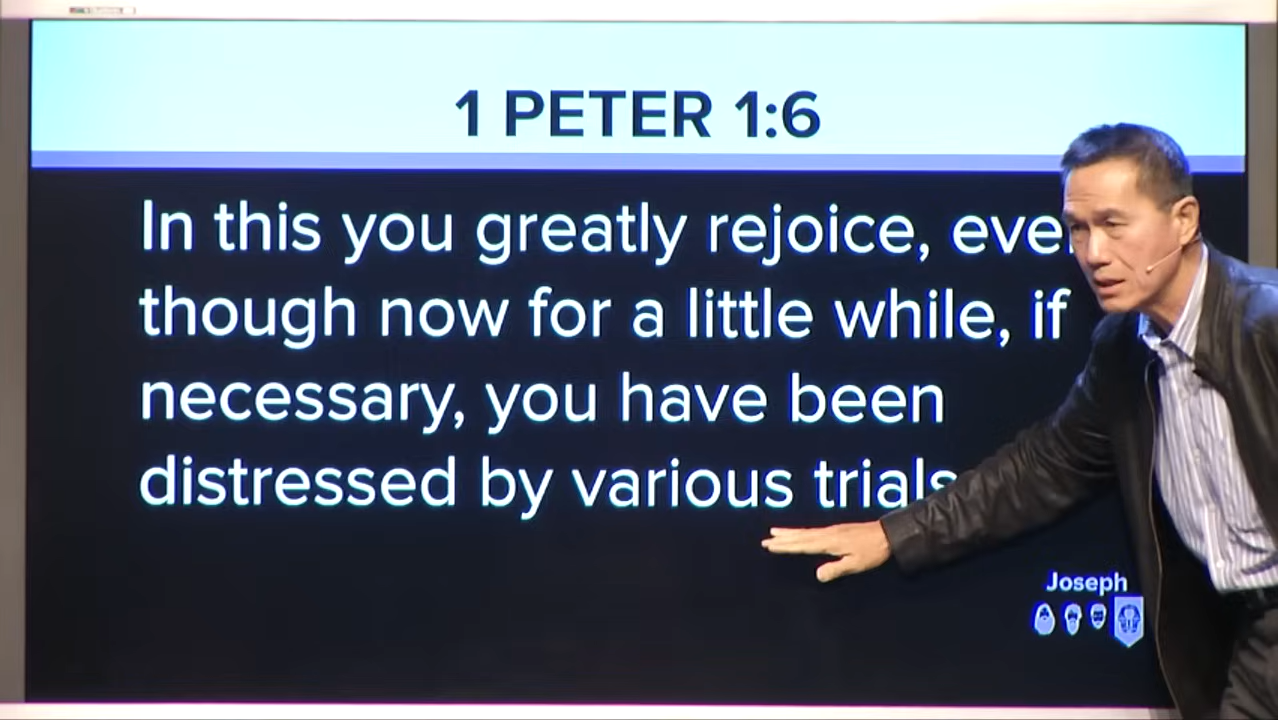 1 PETER 1:6
In this you greatly rejoice, eve
though now for a little while, if
necessary, you have been
distressed by various trials
Joseph